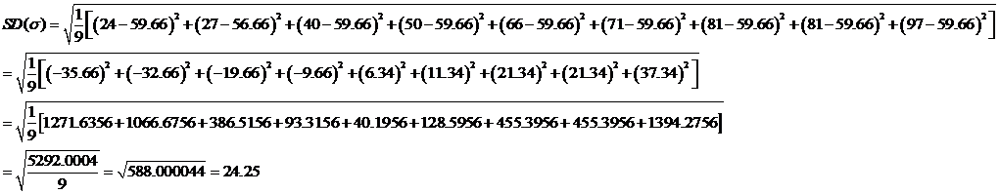 SD(σ) = √(1/9[(24−59.66)² + (27−56.66)² + (40−59.66)² + (50−59.66)² + (66−59.66)² + (71−59.66)² + (81−59.66)² + (81−59.66)² + (97−59.66)²])
= √(1/9[(−35.66)² + (−32.66)² + (−19.66)² + (−9.66)² + (6.34)² + (11.34)² + (21.34)² + (21.34)² + (37.34)²])
= √(1/9[1271.6356+1066.6756+386.5156+93.3156+40.1956+128.5956+455.3956+455.3956+1394.2756])
= √(5292.0004/9) = √588.000044 = 24.25